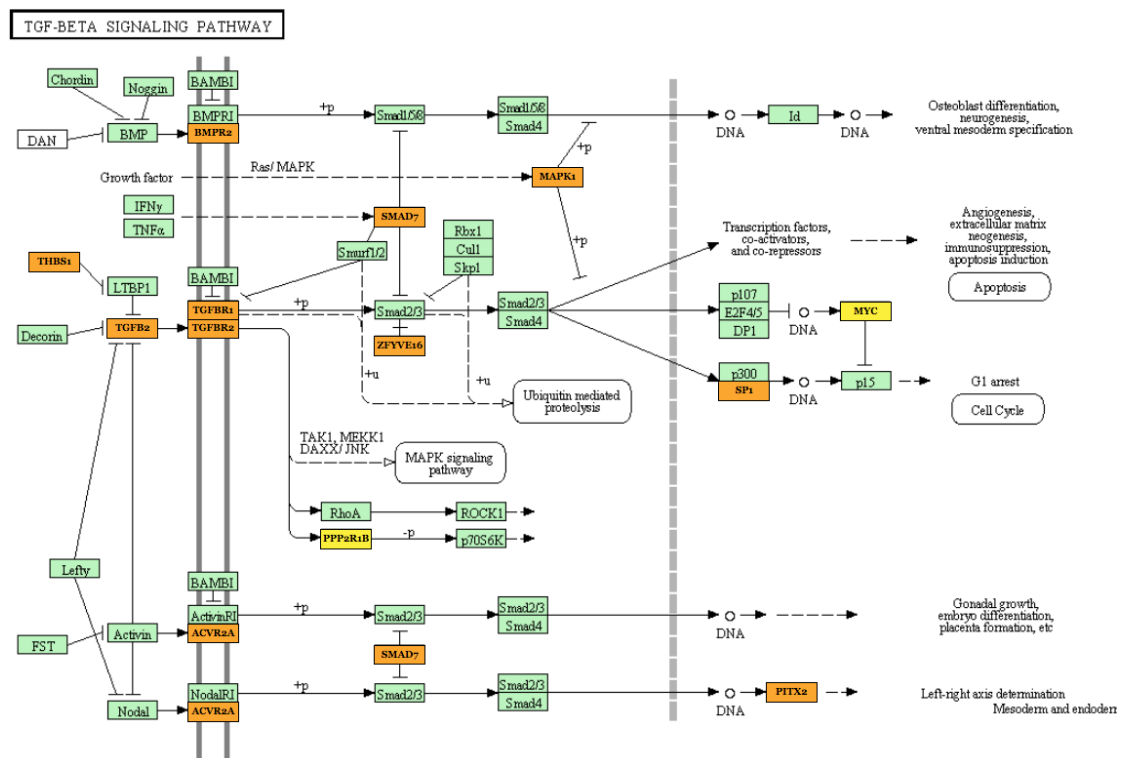 TGF-BETA SIGNALING PATHWAY
Chordin
Noggin
BAMBI
DAN
BMP
BMPRI
BMPR2
+p
Smad1/5/8
Smad1/5/8
Smad4
DNA
Id
DNA
Osteoblast differentiation,
neurogenesis,
ventral mesoderm specification
Growth factor
Ras/ MAPK
MAPK1
+p
+p
IFNγ
TNFα
SMAD7
Smurf1/2
Rbx1
Cul1
Skp1
Transcription factors,
co-activators,
and co-repressors
Angiogenesis,
extracellular matrix
neogenesis,
immunosuppression,
apoptosis induction
Apoptosis
THBS1
LTBP1
BAMBI
Decorin
TGFB2
TGFBR1
TGFBR2
+p
Smad2/3
ZFYVE16
Smad2/3
Smad4
p107
E2F4/5
DP1
DNA
MYC
+u
+u
Ubiquitin mediated
proteolysis
p300
SP1
DNA
p15
G1 arrest
Cell Cycle
TAK1, MEKK1
DAXX/ JNK
MAPK signaling
pathway
RhoA
ROCK1
PPP2R1B
-p
p70S6K
Lefty
BAMBI
FST
Activin
ActivinRI
ACVR2A
+p
Smad2/3
Smad2/3
Smad4
DNA
Gonadal growth,
embryo differentiation,
placenta formation, etc
SMAD7
Nodal
NodalRI
ACVR2A
+p
Smad2/3
Smad2/3
Smad4
DNA
PITX2
Left-right axis determination
Mesoderm and endoderm